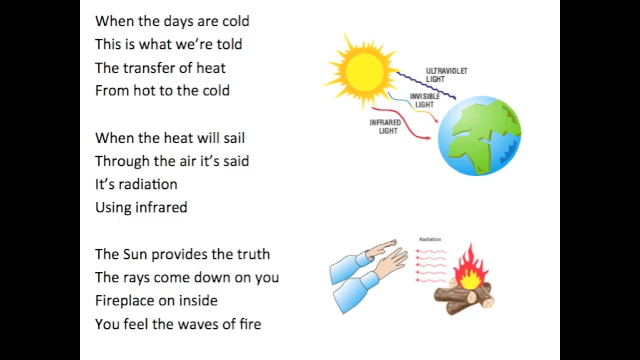 When the days are cold
This is what we're told
The transfer of heat
From hot to the cold
When the heat will sail
Through the air it's said
It's radiation
Using infrared
The Sun provides the truth
The rays come down on you
Fireplace on inside
You feel the waves of fire
ULTRAVIOLET
LIGHT
INVISIBLE
LIGHT
INFRARED
LIGHT
Radiation